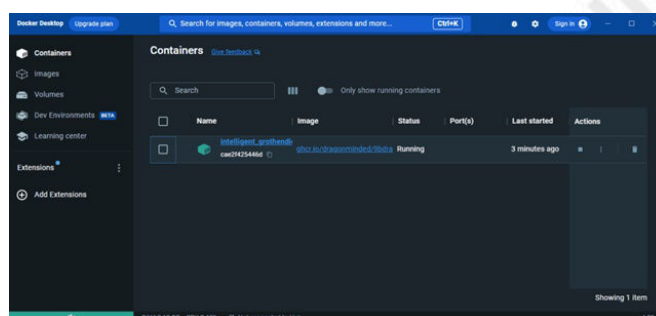 Docker Desktop Upgrade plan Search for images, containers, volumes, extensions and more... Ctrl+K Sign in
Containers
Images
Volumes
Dev Environments BETA
Learning center
Extensions
Add Extensions
Containers Give feedback
Search Only show running containers
Name Image Status Port(s) Last started Actions
intelligent_grothendi
cae2f425446d
ghcr.io/dragonminded/libdra Running 3 minutes ago
Showing 1 item